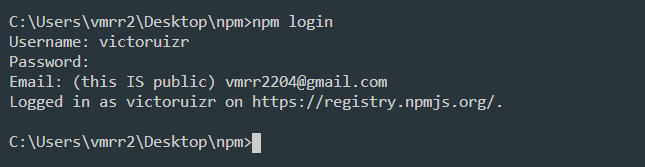 C:\Users\vmrr2\Desktop\npm>npm login
Username: victoruizr
Password:
Email: (this IS public) vmrr2204@gmail.com
Logged in as victoruizr on https://registry.npmjs.org/.
C:\Users\vmrr2\Desktop\npm>